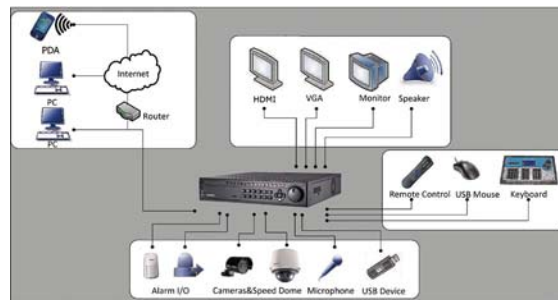 PDA
Internet
PC
Router
PC
HDMI
VGA
Monitor
Speaker
Remote Control
USB Mouse
Keyboard
Alarm I/O
Cameras&Speed Dome
Microphone
USB Device